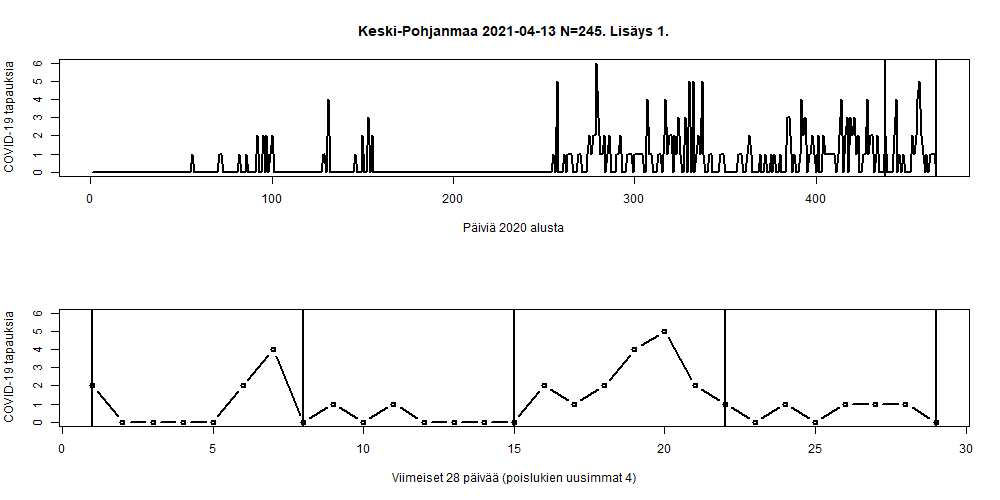 Keski-Pohjanmaa 2021-04-13 N=245. Lisäys 1.
COVID-19 tapauksia
6
5
4
3
2
1
0
0 100 200 300 400
Päiviä 2020 alusta
COVID-19 tapauksia
6
5
4
3
2
1
0
0 5 10 15 20 25 30
Viimeiset 28 päivää (poislukien uusimmat 4)